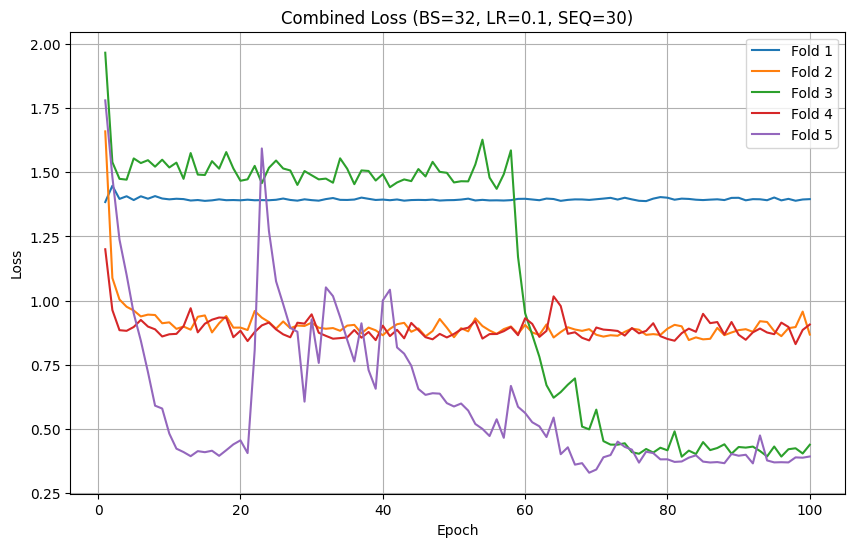 Combined Loss (BS=32, LR=0.1, SEQ=30)
Fold 1
Fold 2
Fold 3
Fold 4
Fold 5
Loss
2.00
1.75
1.50
1.25
1.00
0.75
0.50
0.25
0
20
40
60
80
100
Epoch